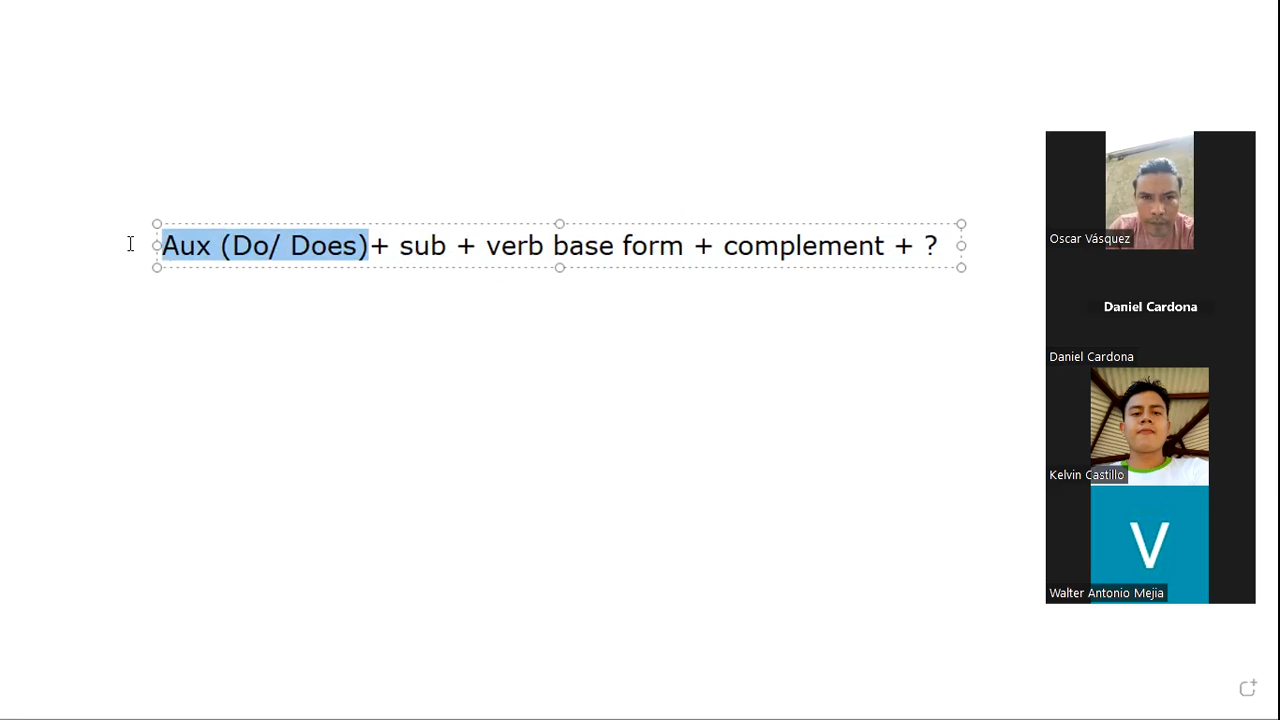 Aux (Do/ Does)+ sub + verb base form + complement + ?
Oscar Vásquez
Daniel Cardona
Daniel Cardona
Kelvin Castillo
V
Walter Antonio Mejia